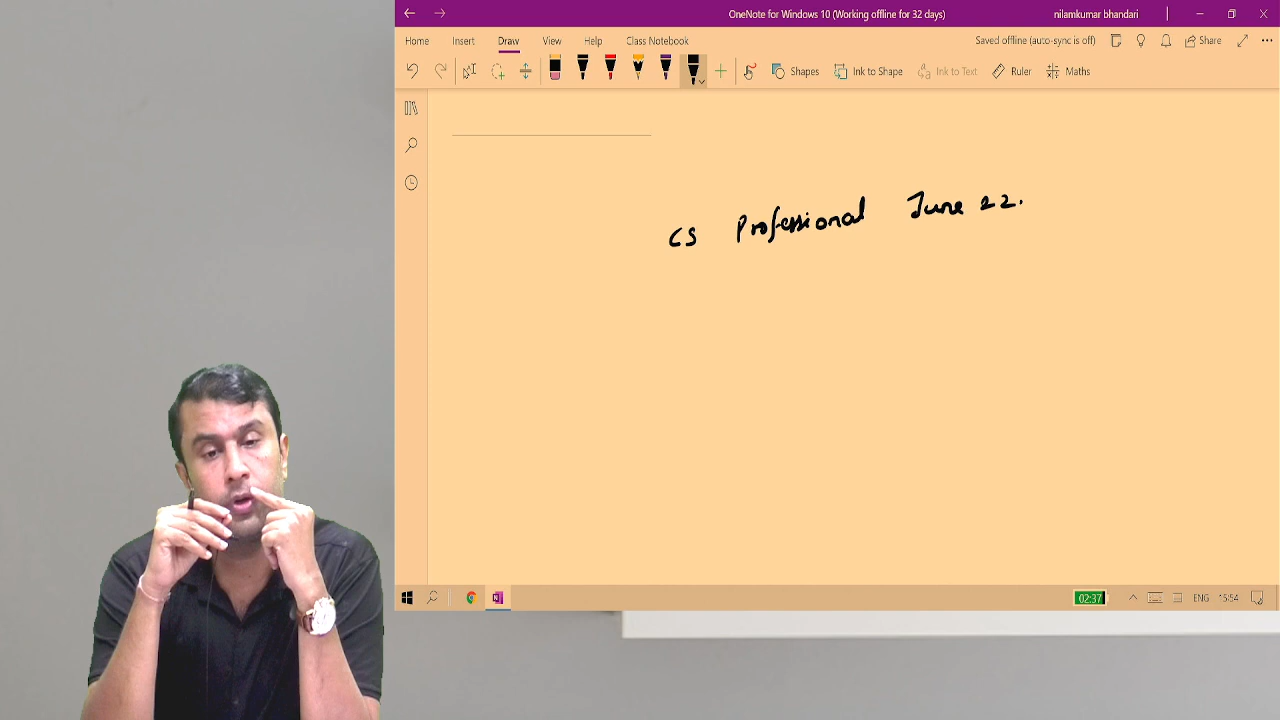 OneNote for Windows 10 (Working offline for 32 days)
nilamkumar bhandari
Home Insert Draw View Help Class Notebook
Saved offline (auto-sync is off)
Share
Shapes Ink to Shape Ink to Text Ruler Maths
CS Professional June 22.
02:37
ENG 15:54